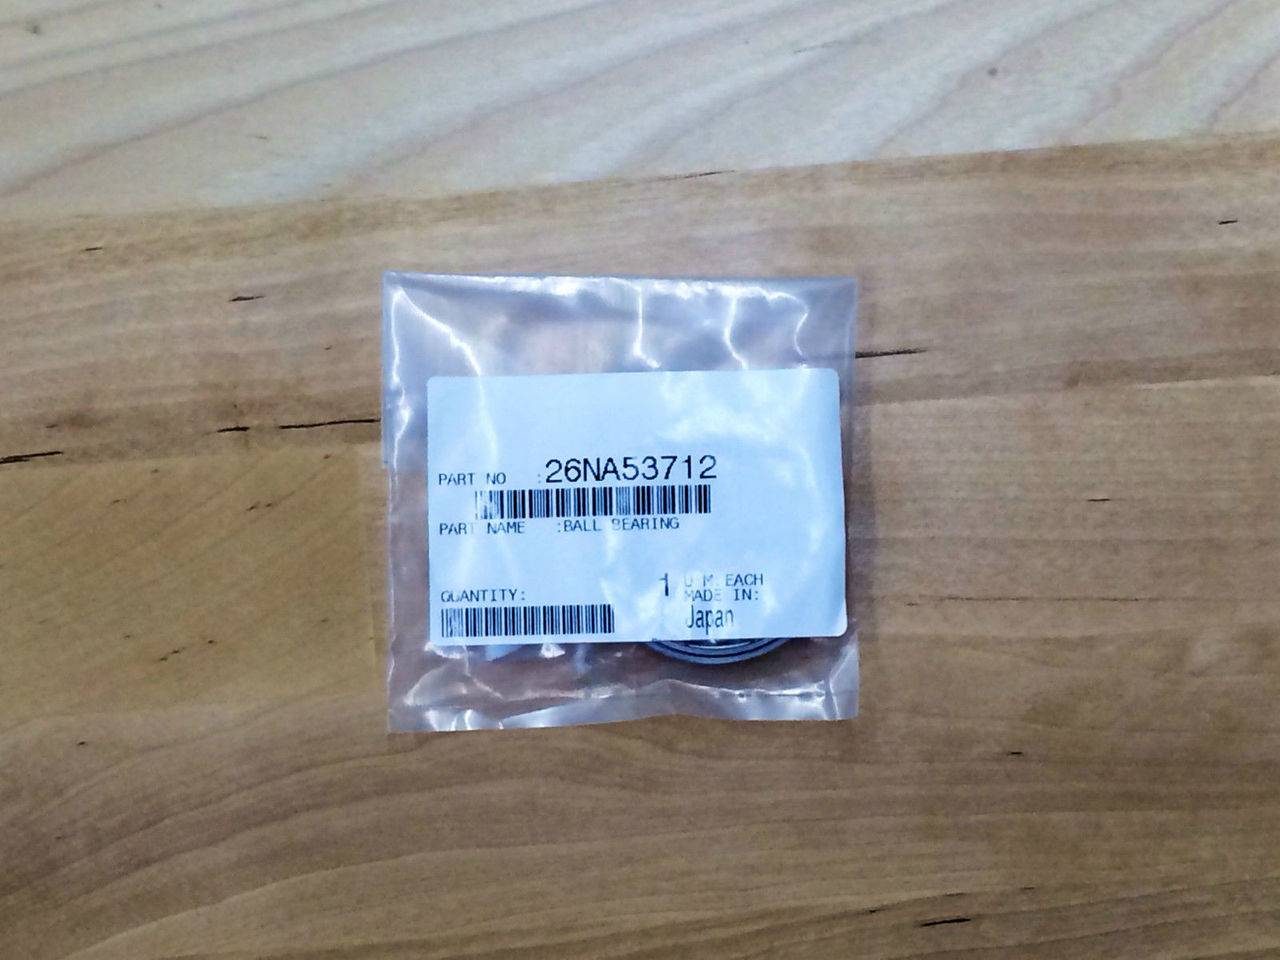 PART NO :26NA53712
PART NAME :BALL BEARING
QUANTITY: 1 U.M.EACH
MADE IN:
Japan